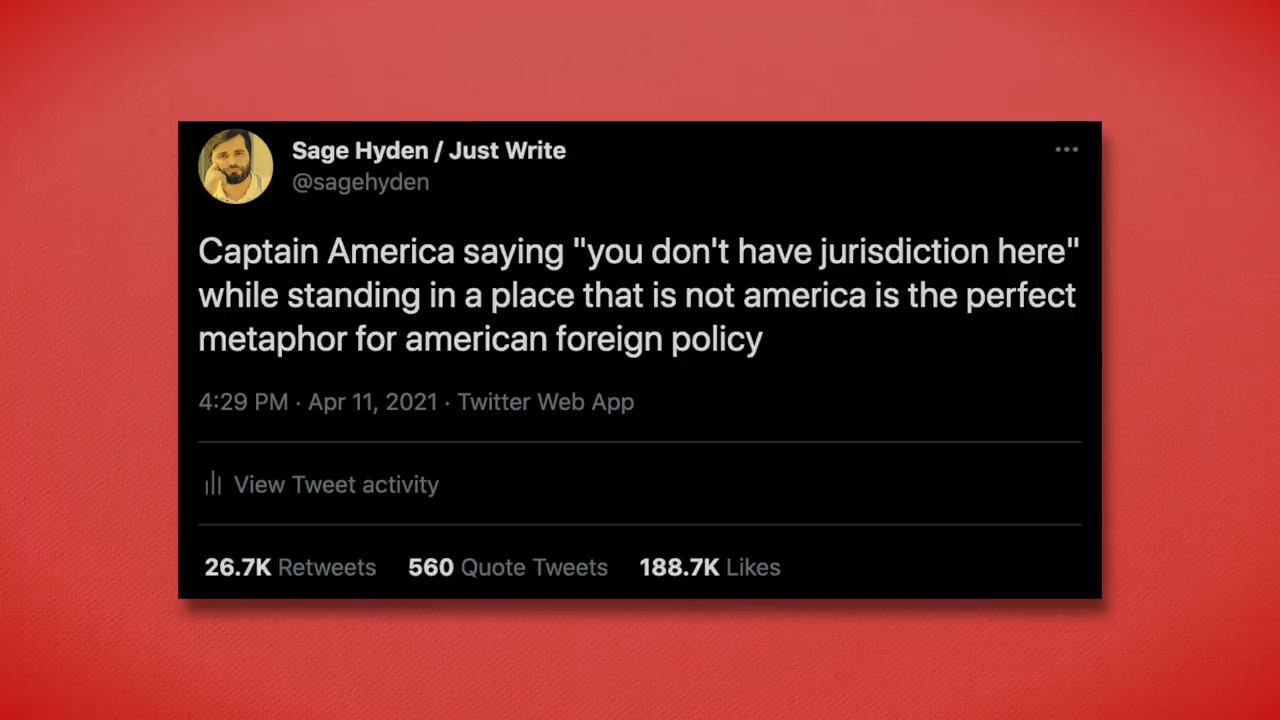 Sage Hyden / Just Write
@sagehyden
Captain America saying "you don't have jurisdiction here"
while standing in a place that is not america is the perfect
metaphor for american foreign policy
4:29 PM · Apr 11, 2021 · Twitter Web App
View Tweet activity
26.7K Retweets 560 Quote Tweets 188.7K Likes